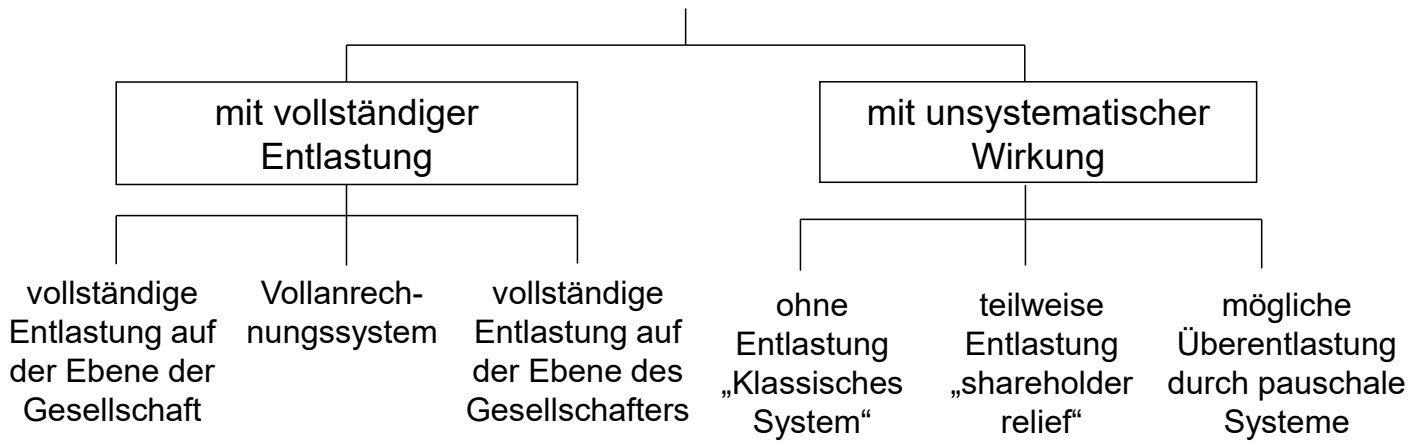 mit vollständiger
Entlastung
mit unsystematischer
Wirkung
vollständige
Entlastung auf
der Ebene der
Gesellschaft
Vollanrech-
nungssystem
vollständige
Entlastung auf
der Ebene des
Gesellschafters
ohne
Entlastung
„Klassisches
System“
teilweise
Entlastung
„shareholder
relief“
mögliche
Überentlastung
durch pauschale
Systeme